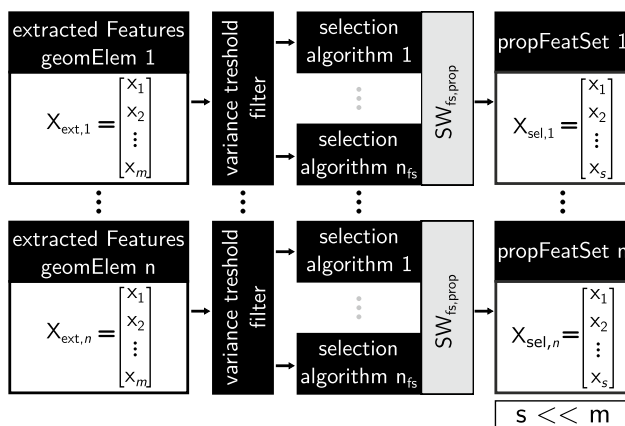 extracted Features
geomElem 1
X_ext,1 = [x_1 x_2 ⋮ x_m]
variance treshold
filter
selection
algorithm 1
selection
algorithm n_fs
SW_fs,prop
propFeatSet 1
X_sel,1 = [x_1 x_2 ⋮ x_s]
extracted Features
geomElem n
X_ext,n = [x_1 x_2 ⋮ x_m]
variance treshold
filter
selection
algorithm 1
selection
algorithm n_fs
SW_fs,prop
propFeatSet n
X_sel,n = [x_1 x_2 ⋮ x_s]
s << m